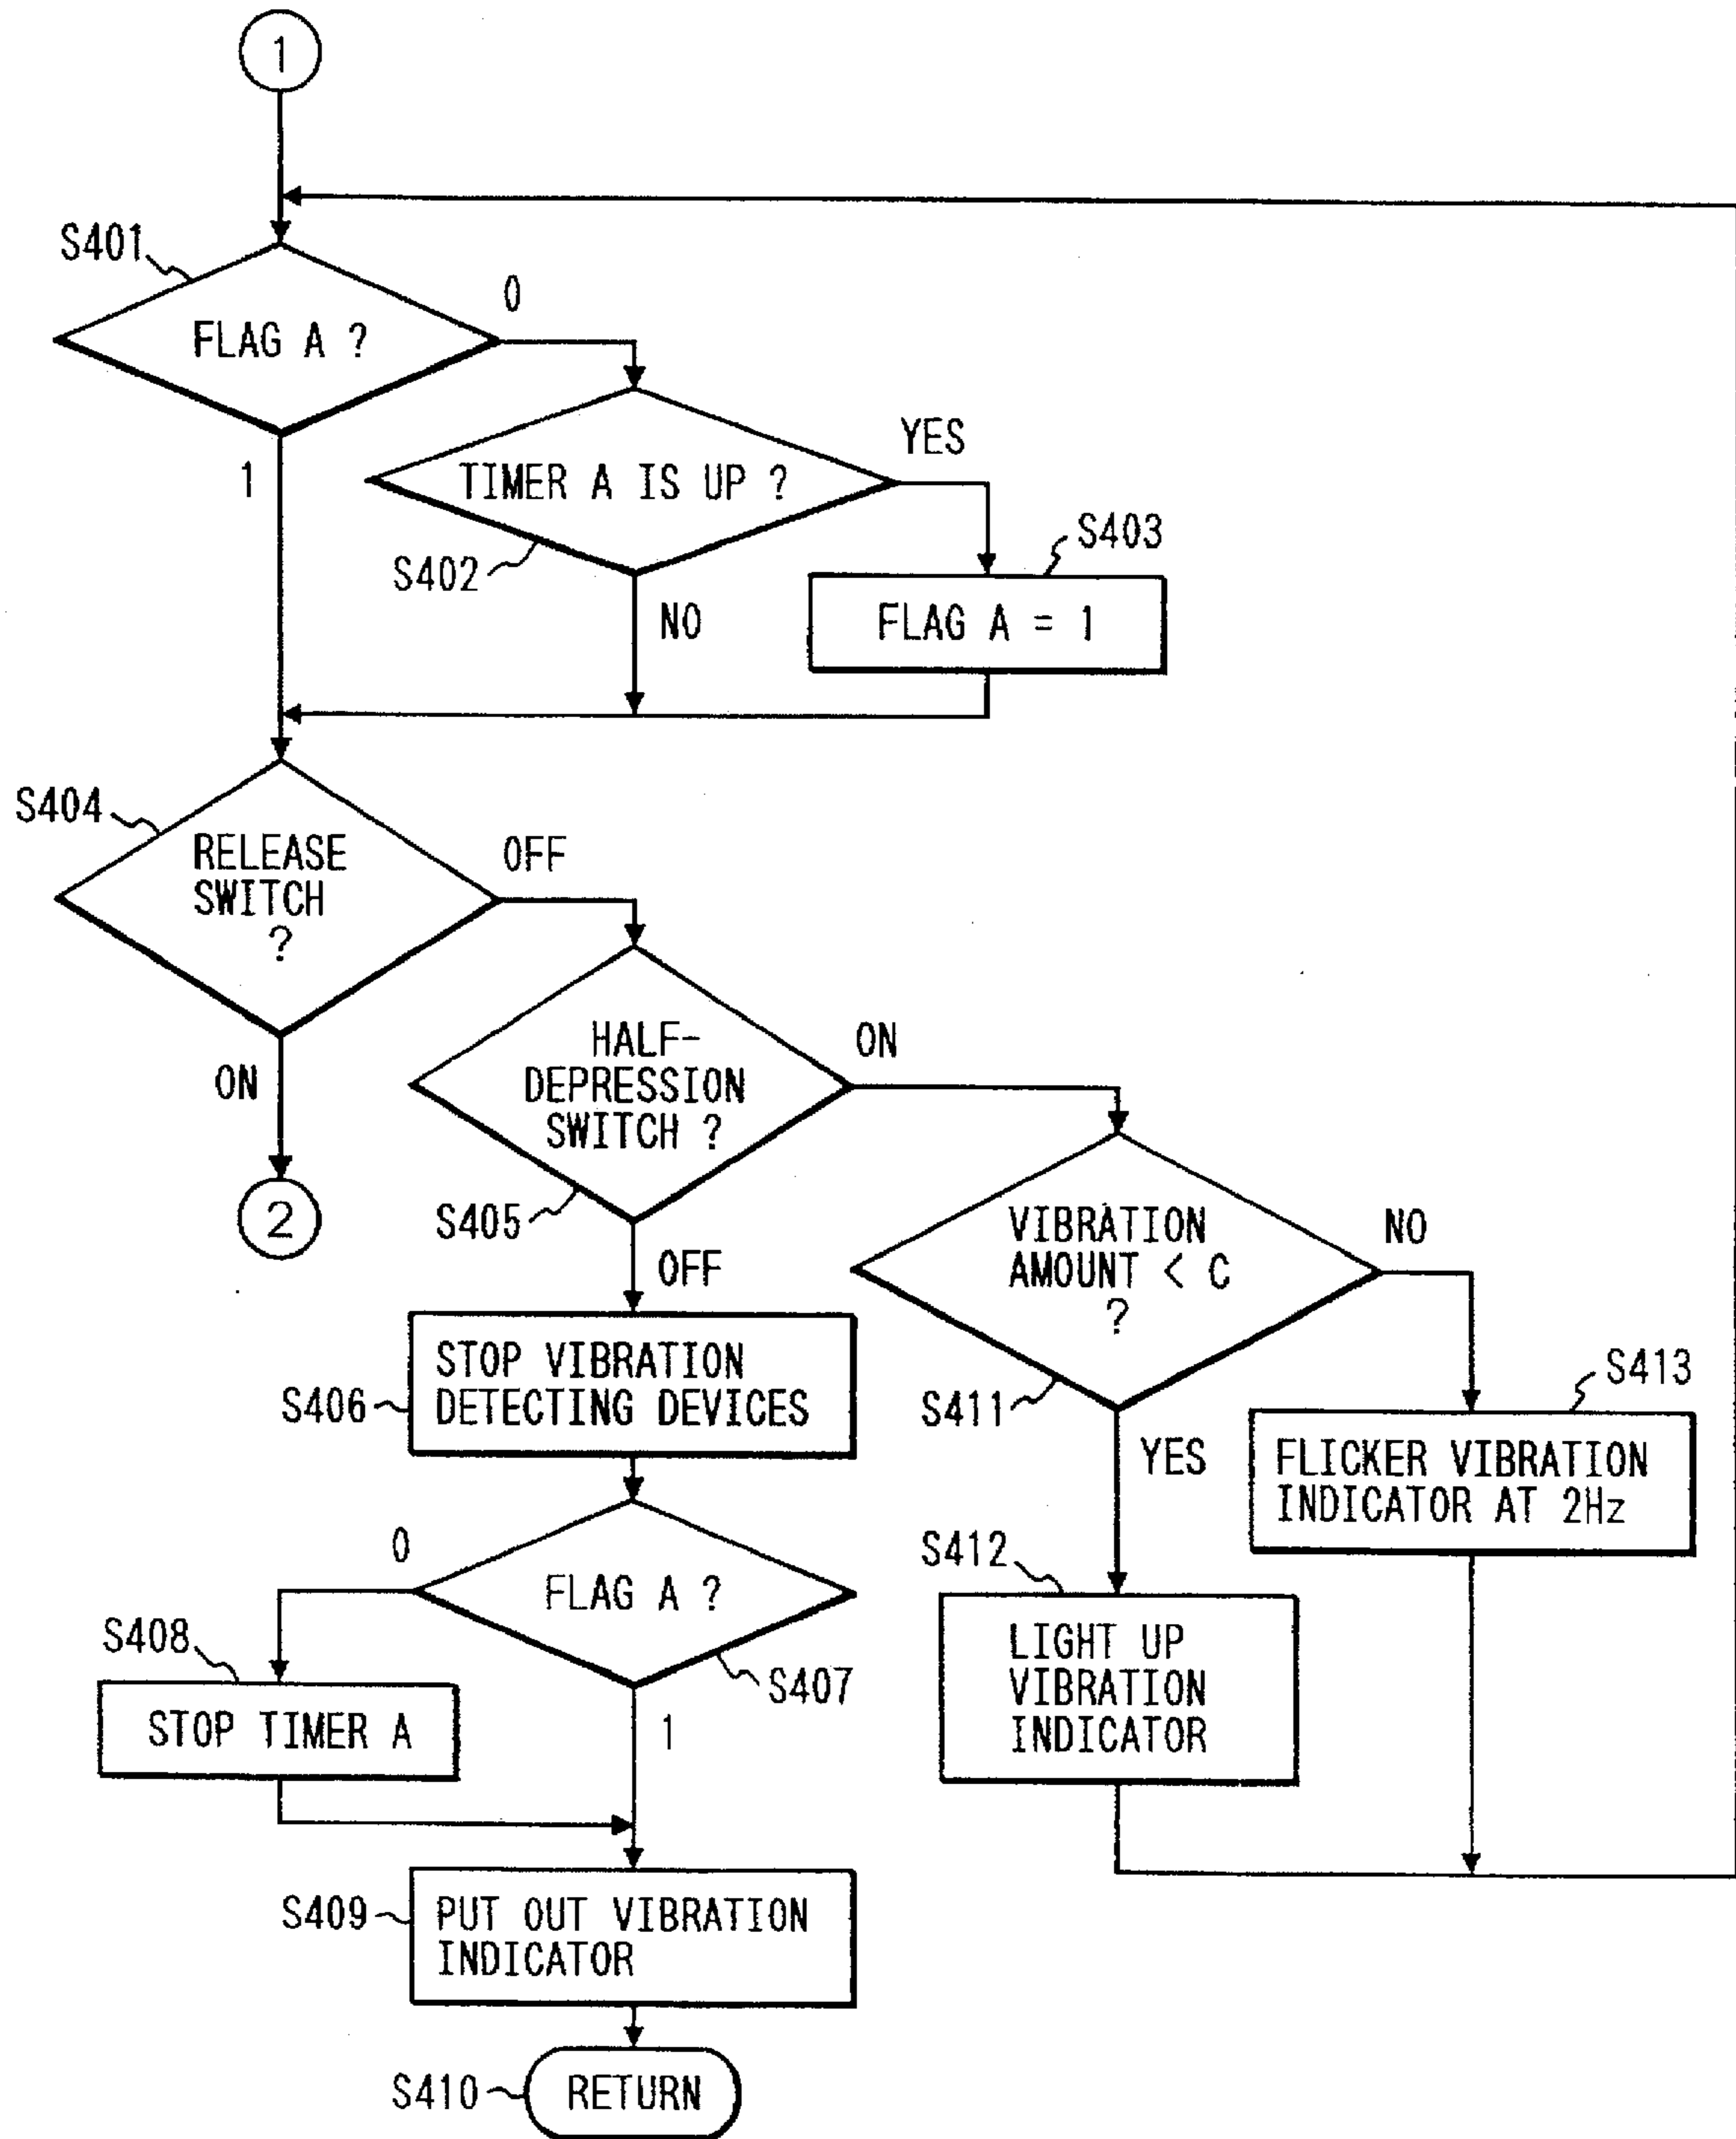 1
S401
0
FLAG A ?
YES
1
TIMER A IS UP ?
S403
S402
NO
FLAG A = 1
S404
RELEASE
SWITCH
?
OFF
HALF-
DEPRESSION
SWITCH ?
ON
ON
2
S405
OFF
VIBRATION
AMOUNT < C
?
NO
STOP VIBRATION
DETECTING DEVICES
S406
S411
S413
YES
FLICKER VIBRATION
INDICATOR AT 2Hz
0
S412
FLAG A ?
S408
S407
LIGHT UP
VIBRATION
INDICATOR
STOP TIMER A
1
S409
PUT OUT VIBRATION
INDICATOR
S410
RETURN